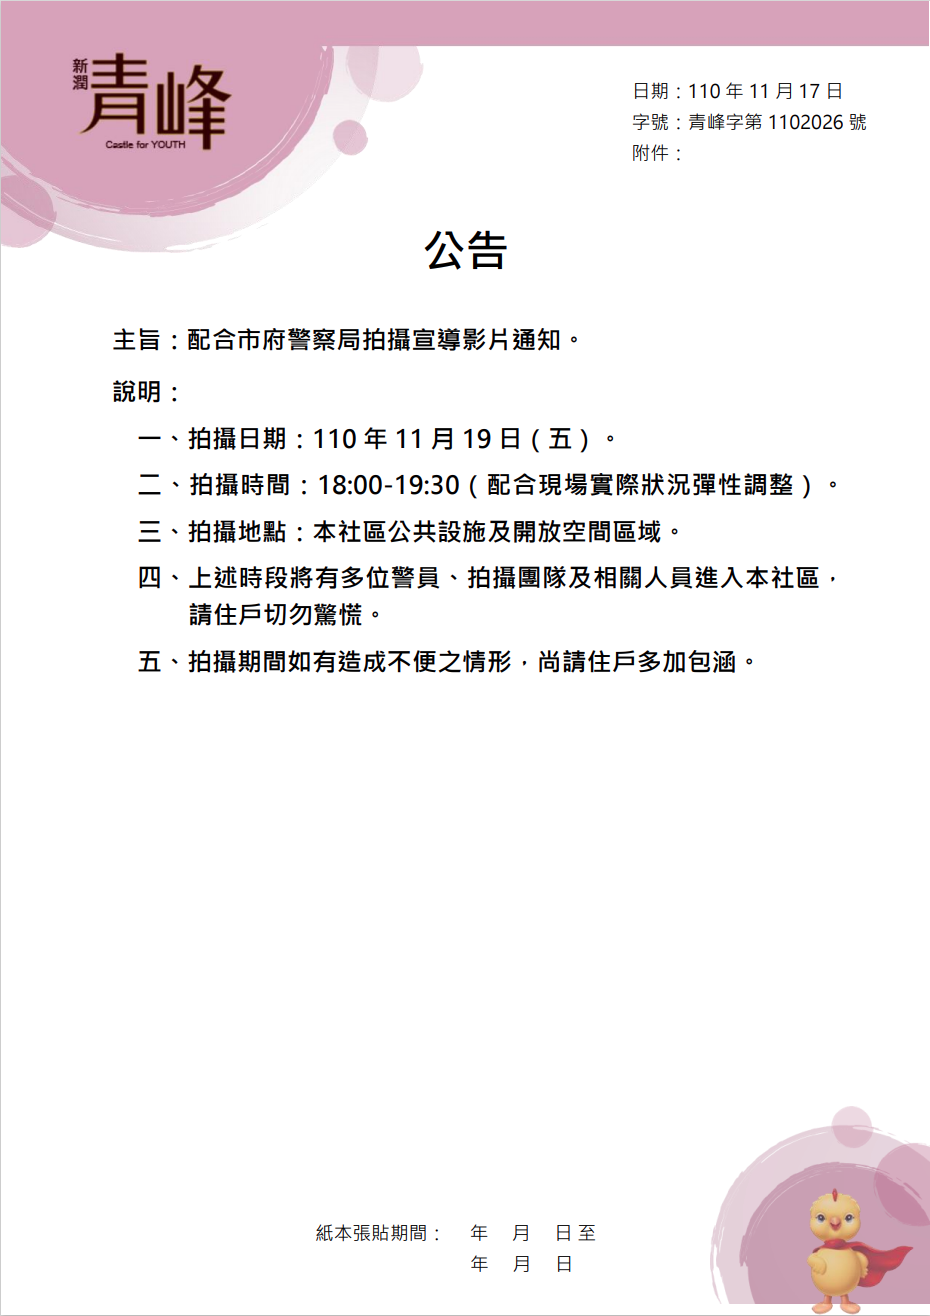 新潤
青峰
Castle for YOUTH
日期：110 年 11 月 17 日
字號：青峰字第 1102026 號
附件：
公告
主旨：配合市府警察局拍攝宣導影片通知。
說明：
一、拍攝日期：110 年 11 月 19 日（五）。
二、拍攝時間：18:00-19:30（配合現場實際狀況彈性調整）。
三、拍攝地點：本社區公共設施及開放空間區域。
四、上述時段將有多位警員、拍攝團隊及相關人員進入本社區，
請住戶切勿驚慌。
五、拍攝期間如有造成不便之情形，尚請住戶多加包涵。
紙本張貼期間： 年 月 日 至
年 月 日